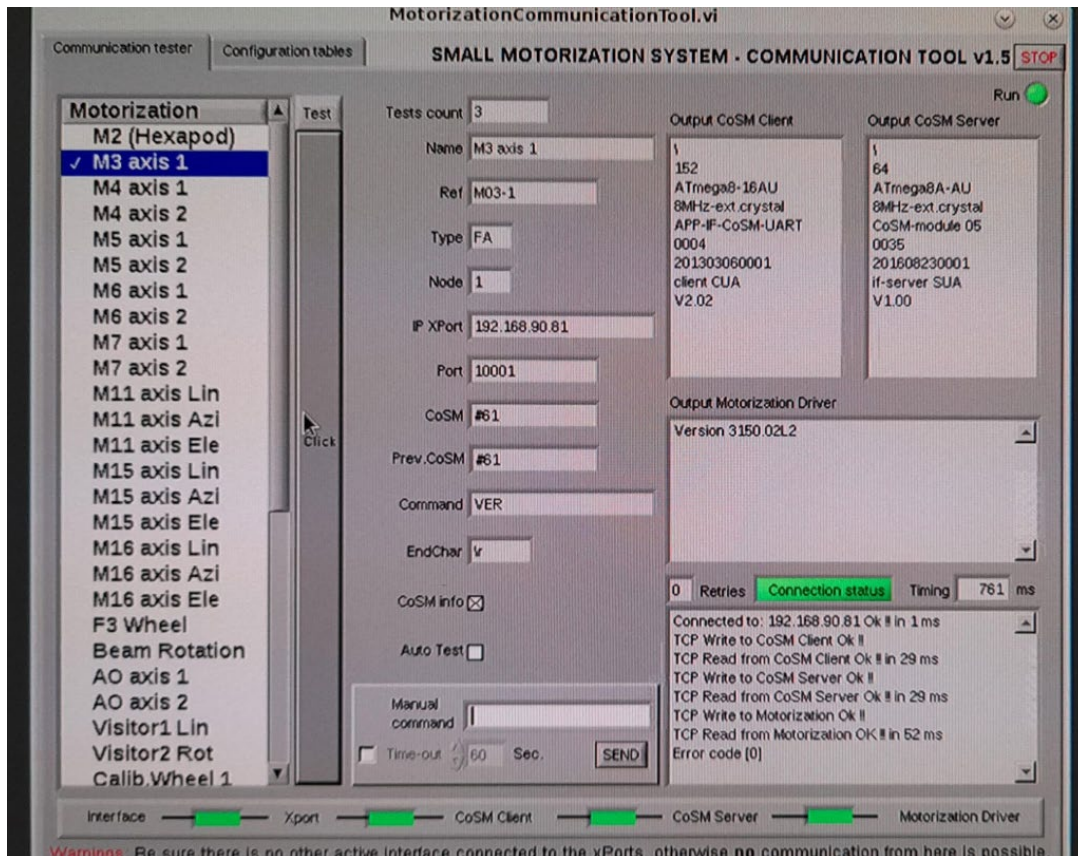 MotorizationCommunicationTool.vi
Communication tester
Configuration tables
SMALL MOTORIZATION SYSTEM - COMMUNICATION TOOL v1.5
STOP
Run
Motorization
M2 (Hexapod)
✓ M3 axis 1
M4 axis 1
M4 axis 2
M5 axis 1
M5 axis 2
M6 axis 1
M6 axis 2
M7 axis 1
M7 axis 2
M11 axis Lin
M11 axis Azi
M11 axis Ele
M15 axis Lin
M15 axis Azi
M15 axis Ele
M16 axis Lin
M16 axis Azi
M16 axis Ele
F3 Wheel
Beam Rotation
AO axis 1
AO axis 2
Visitor1 Lin
Visitor2 Rot
Calib.Wheel 1
Test
Click
Tests count 3
Name M3 axis 1
Ref M03-1
Type FA
Node 1
IP XPort 192.168.90.81
Port 10001
CoSM #61
Prev.CoSM #61
Command VER
EndChar \r
CoSM info
Auto Test
Manual
command
Time-out 60 Sec.
SEND
Output CoSM Client
\
152
ATmega8-16AU
8MHz-ext.crystal
APP-IF-CoSM-UART
0004
201303060001
client CUA
V2.02
Output CoSM Server
\
64
ATmega8A-AU
8MHz-ext.crystal
CoSM-module 05
0035
201608230001
if-server SUA
V1.00
Output Motorization Driver
Version 3150.02L2
0 Retries Connection status Timing 761 ms
Connected to: 192.168.90.81 Ok !! in 1 ms
TCP Write to CoSM Client Ok !!
TCP Read from CoSM Client Ok !! in 29 ms
TCP Write to CoSM Server Ok !!
TCP Read from CoSM Server Ok !! in 29 ms
TCP Write to Motorization Ok !!
TCP Read from Motorization OK !! in 52 ms
Error code [0]
Interface Xport CoSM Client CoSM Server Motorization Driver
Warnings: Be sure there is no other active interface connected to the xPorts, otherwise no communication from here is possible